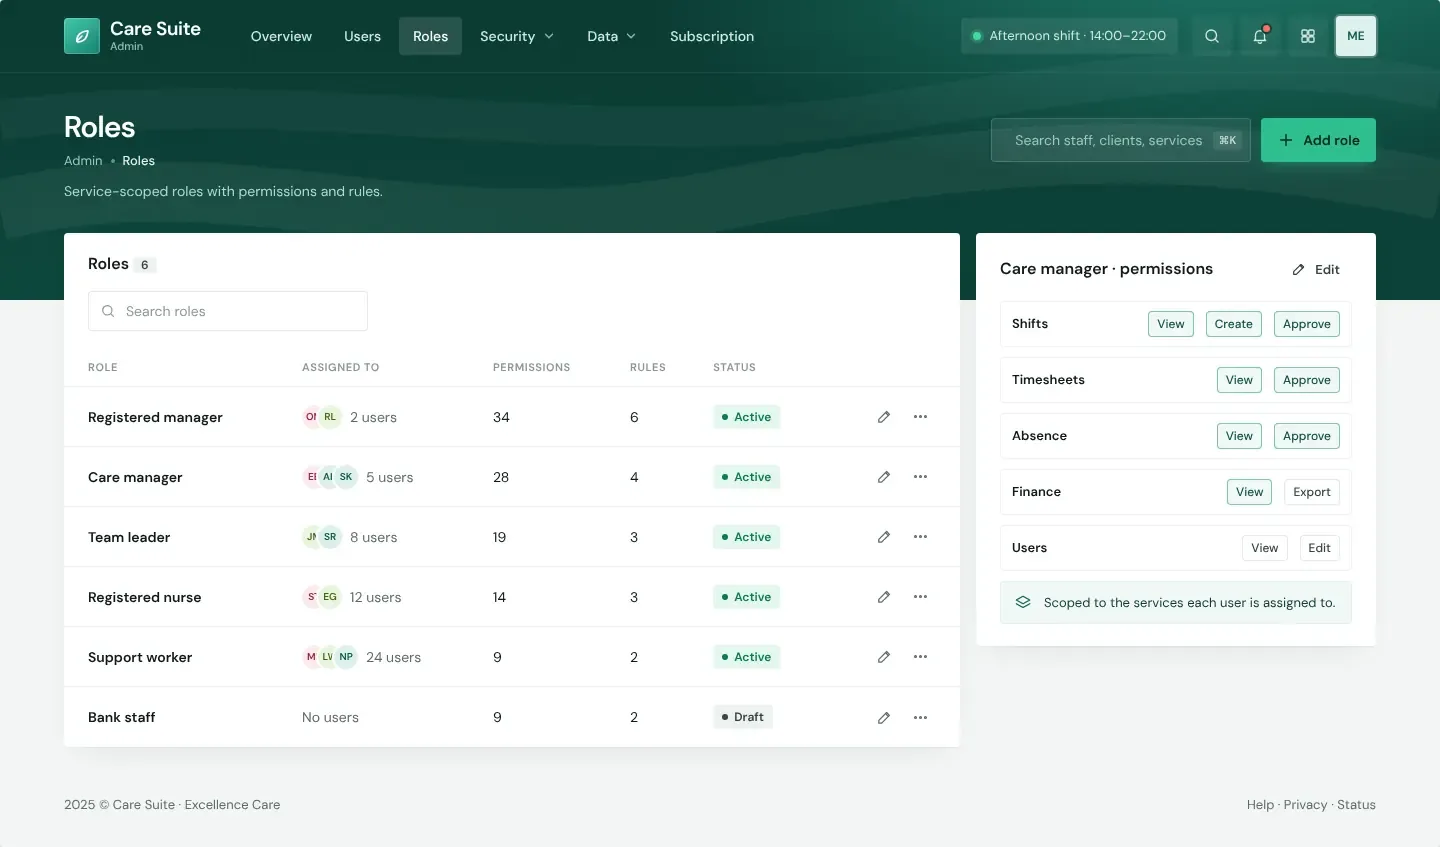 Care Suite
Admin
Overview
Users
Roles
Security
Data
Subscription
Afternoon shift · 14:00–22:00
ME
Roles
Admin • Roles
Service-scoped roles with permissions and rules.
Search staff, clients, services ⌘K
Add role
Roles 6
Search roles
ROLE ASSIGNED TO PERMISSIONS RULES STATUS
Registered manager RL 2 users 34 6 Active
Care manager SK 5 users 28 4 Active
Team leader SR 8 users 19 3 Active
Registered nurse EG 12 users 14 3 Active
Support worker NP 24 users 9 2 Active
Bank staff No users 9 2 Draft
Care manager · permissions Edit
Shifts View Create Approve
Timesheets View Approve
Absence View Approve
Finance View Export
Users View Edit
Scoped to the services each user is assigned to.
2025 © Care Suite · Excellence Care
Help · Privacy · Status